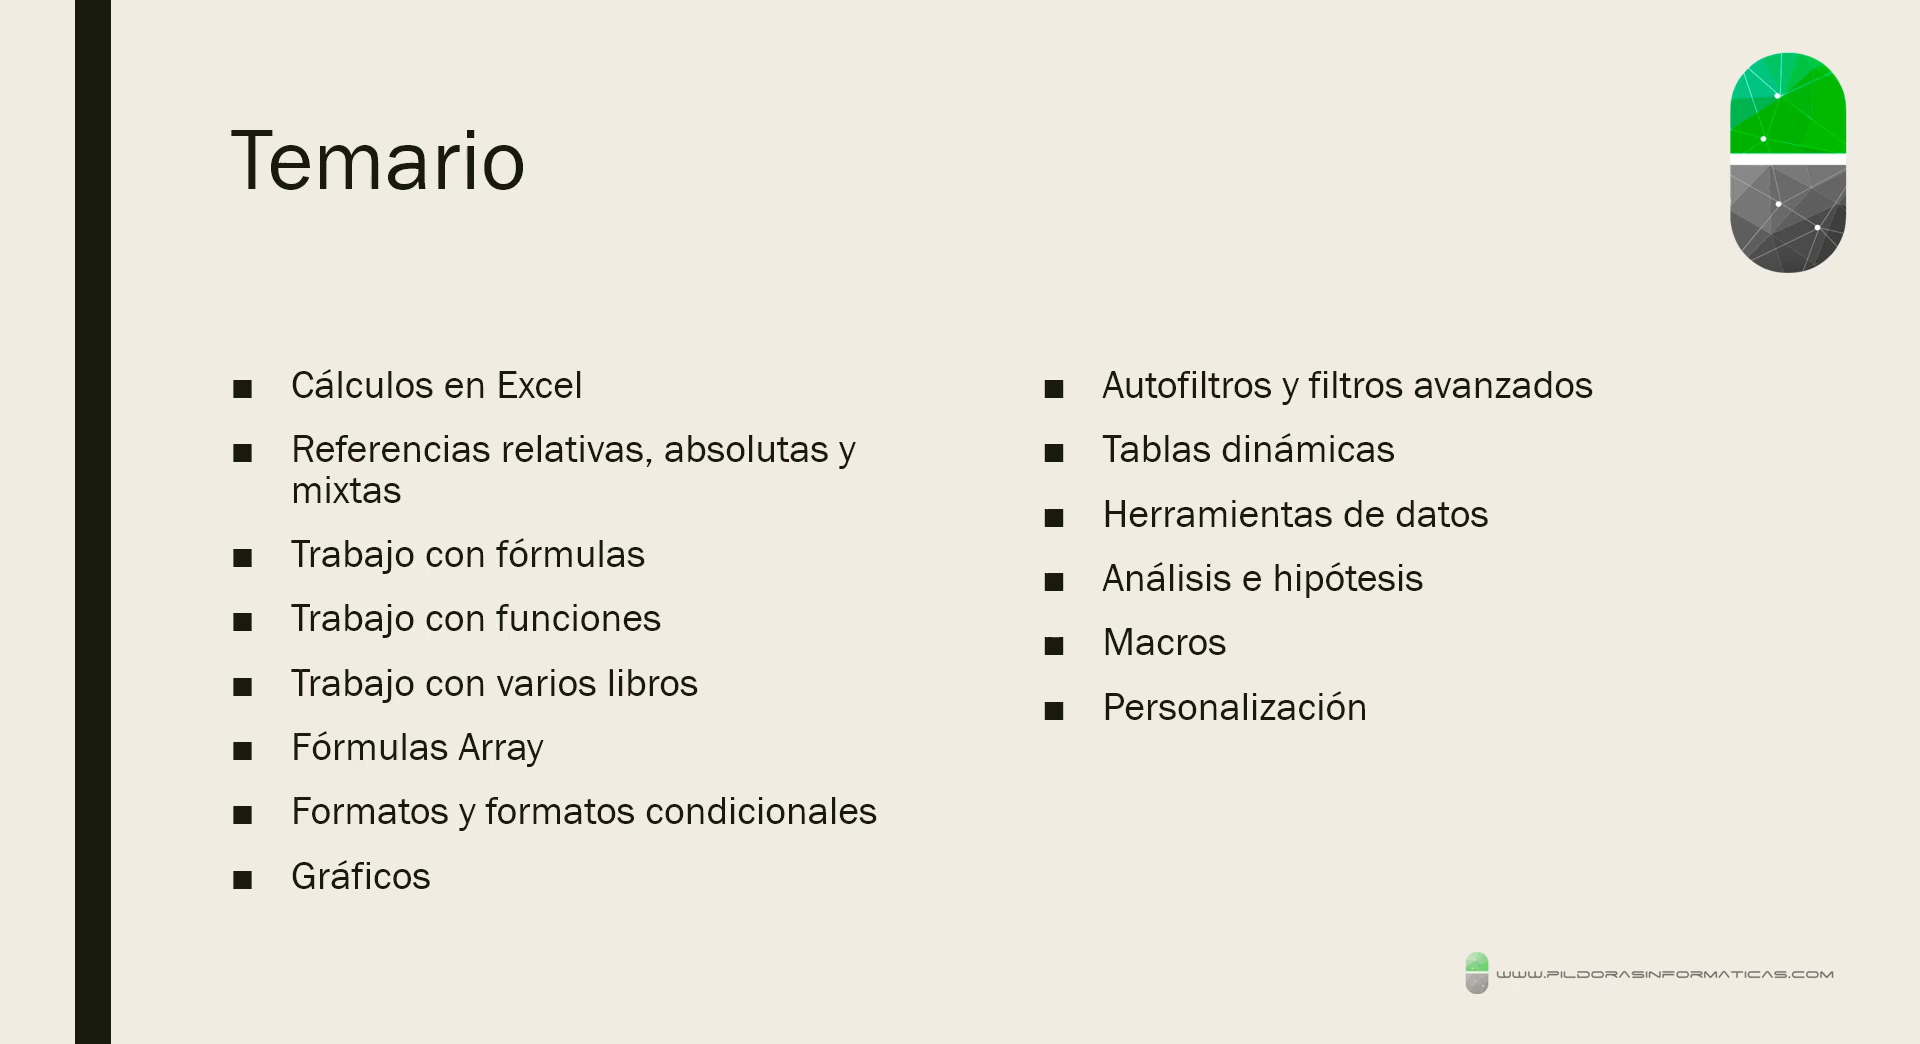 Temario
■ Cálculos en Excel
■ Referencias relativas, absolutas y
mixtas
■ Trabajo con fórmulas
■ Trabajo con funciones
■ Trabajo con varios libros
■ Fórmulas Array
■ Formatos y formatos condicionales
■ Gráficos
■ Autofiltros y filtros avanzados
■ Tablas dinámicas
■ Herramientas de datos
■ Análisis e hipótesis
■ Macros
■ Personalización
WWW.PILDORASINFORMATICAS.COM